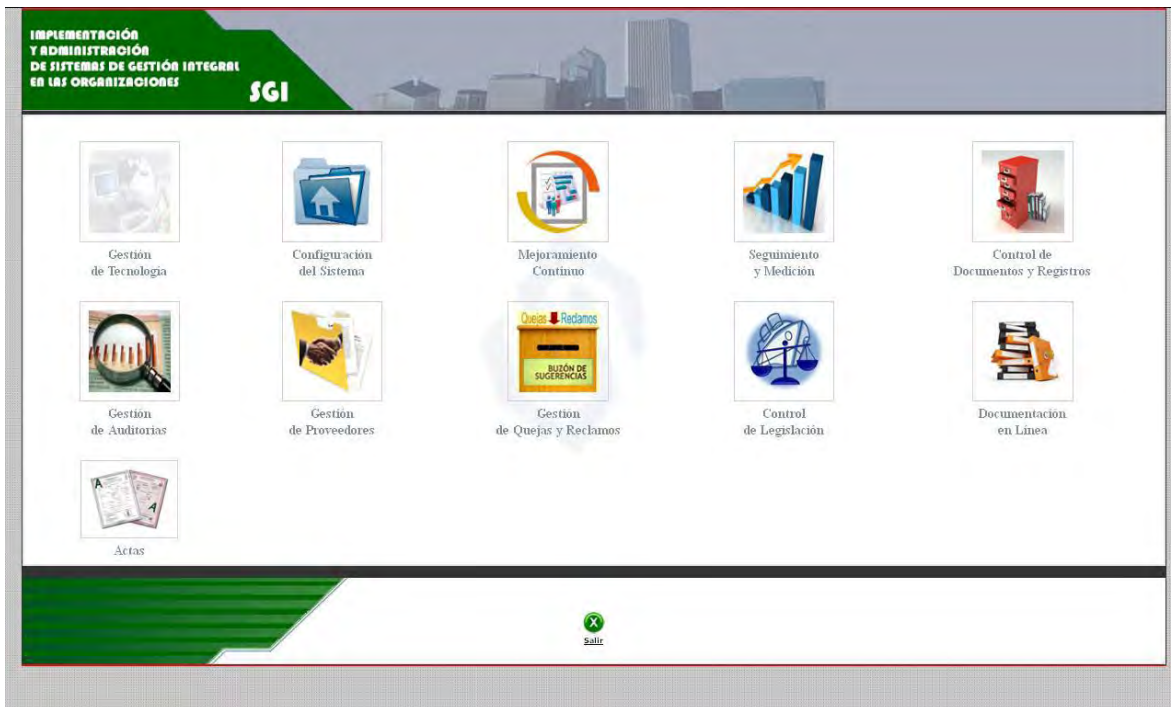 IMPLEMENTACIÓN
Y ADMINISTRACIÓN
DE SISTEMAS DE GESTIÓN INTEGRAL
EN LAS ORGANIZACIONES
SGI
Gestión
de Tecnologia
Configuración
del Sistema
Mejoramiento
Continuo
Seguimiento
y Medición
Control de
Documentos y Registros
Quejas Reclamos
BUZÓN DE
SUGERENCIAS
Gestión
de Auditorias
Gestión
de Proveedores
Gestión
de Quejas y Reclamos
Control
de Legislación
Documentación
en Linea
A
A
Actas
X
Salir